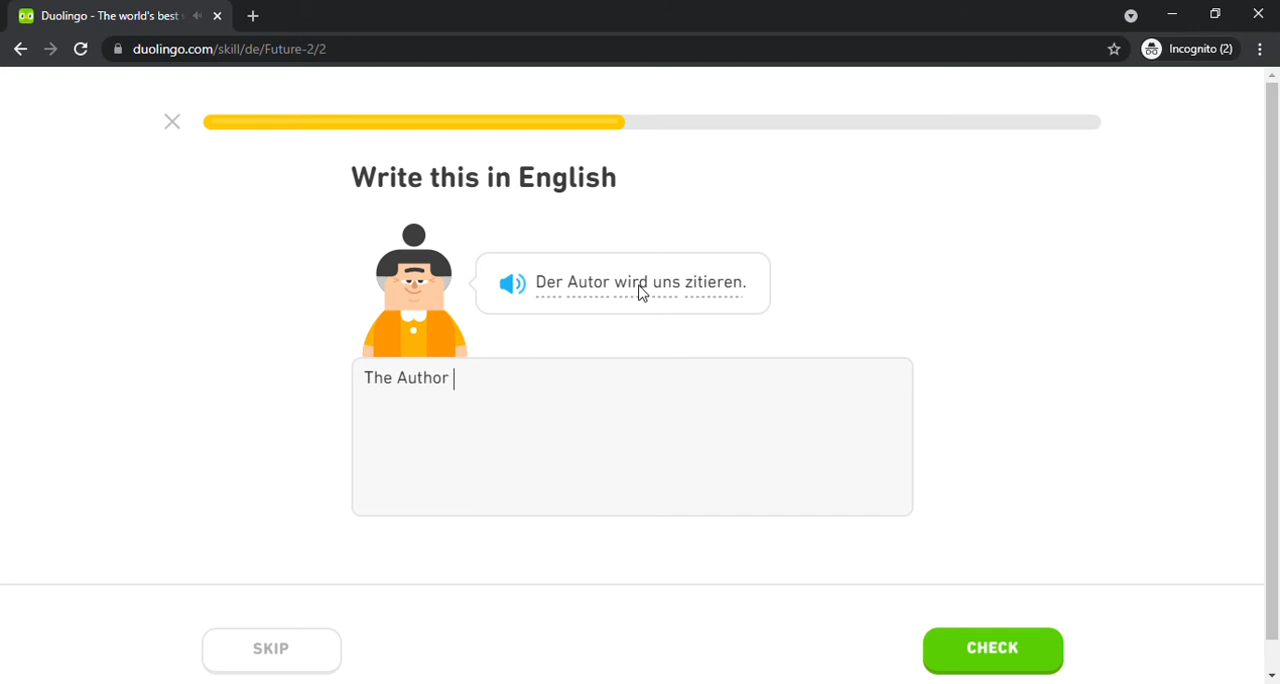 Duolingo - The world's best
duolingo.com/skill/de/Future-2/2
Incognito (2)
Write this in English
Der Autor wird uns zitieren.
The Author
SKIP
CHECK